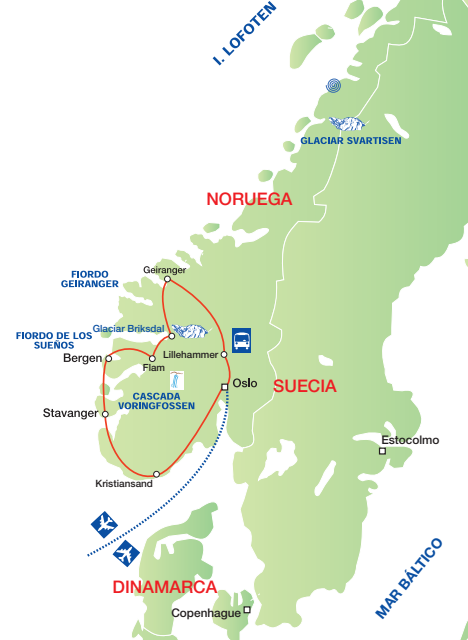 I. LOFOTEN
GLACIAR SVARTISEN
NORUEGA
Geiranger
FIORDO
GEIRANGER
Glaciar Briksdal
FIORDO DE LOS
SUEÑOS
Lillehammer
Bergen
Flam
Oslo
SUECIA
CASCADA
VORINGFOSSEN
Stavanger
Estocolmo
Kristiansand
MAR BÁLTICO
DINAMARCA
Copenhague